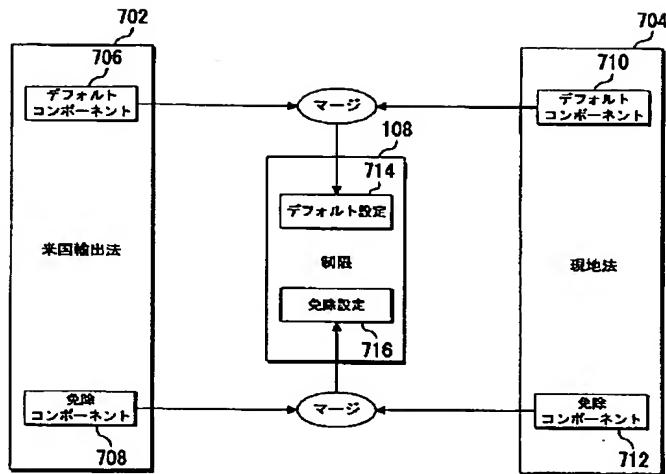 702
706
デフォルト
コンポーネント
米国輸出法
免除
コンポーネント
708
マージ
108
714
デフォルト設定
制限
免除設定
716
マージ
704
710
デフォルト
コンポーネント
現地法
免除
コンポーネント
712